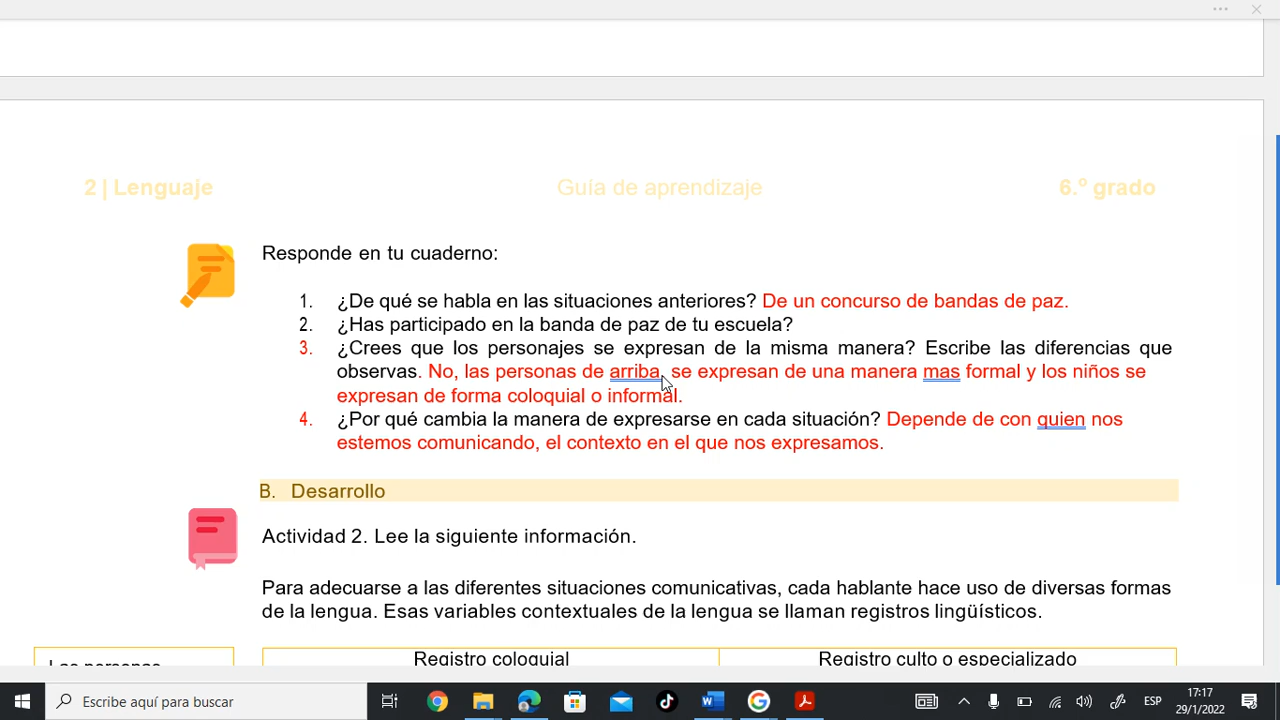 2 | Lenguaje Guía de aprendizaje 6.º grado
Responde en tu cuaderno:
1. ¿De qué se habla en las situaciones anteriores? De un concurso de bandas de paz.
2. ¿Has participado en la banda de paz de tu escuela?
3. ¿Crees que los personajes se expresan de la misma manera? Escribe las diferencias que
observas. No, las personas de arriba, se expresan de una manera mas formal y los niños se
expresan de forma coloquial o informal.
4. ¿Por qué cambia la manera de expresarse en cada situación? Depende de con quien nos
estemos comunicando, el contexto en el que nos expresamos.
B. Desarrollo
Actividad 2. Lee la siguiente información.
Para adecuarse a las diferentes situaciones comunicativas, cada hablante hace uso de diversas formas
de la lengua. Esas variables contextuales de la lengua se llaman registros lingüísticos.
Las personas Registro coloquial Registro culto o especializado
Escribe aquí para buscar
ESP
17:17
29/1/2022